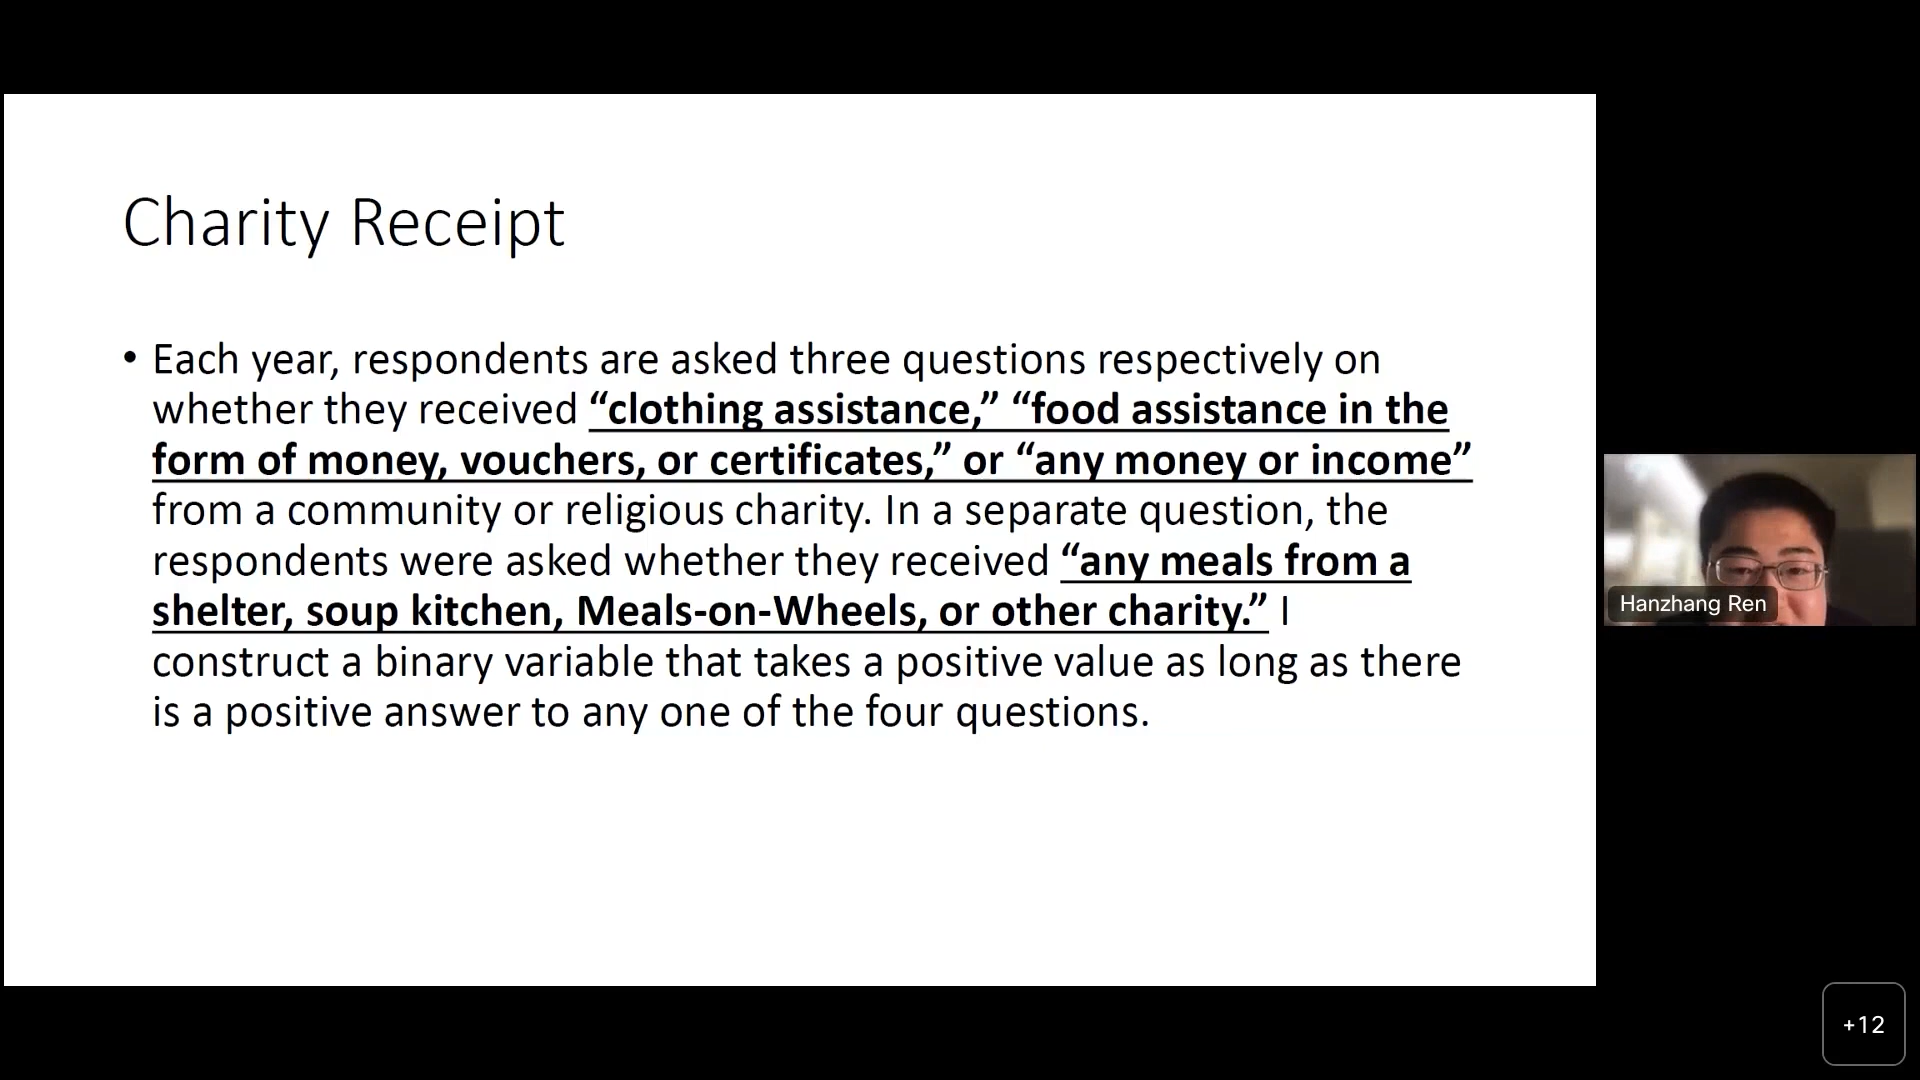 Charity Receipt
• Each year, respondents are asked three questions respectively on
whether they received “clothing assistance,” “food assistance in the
form of money, vouchers, or certificates,” or “any money or income”
from a community or religious charity. In a separate question, the
respondents were asked whether they received “any meals from a
shelter, soup kitchen, Meals-on-Wheels, or other charity.” I
construct a binary variable that takes a positive value as long as there
is a positive answer to any one of the four questions.
Hanzhang Ren
+12